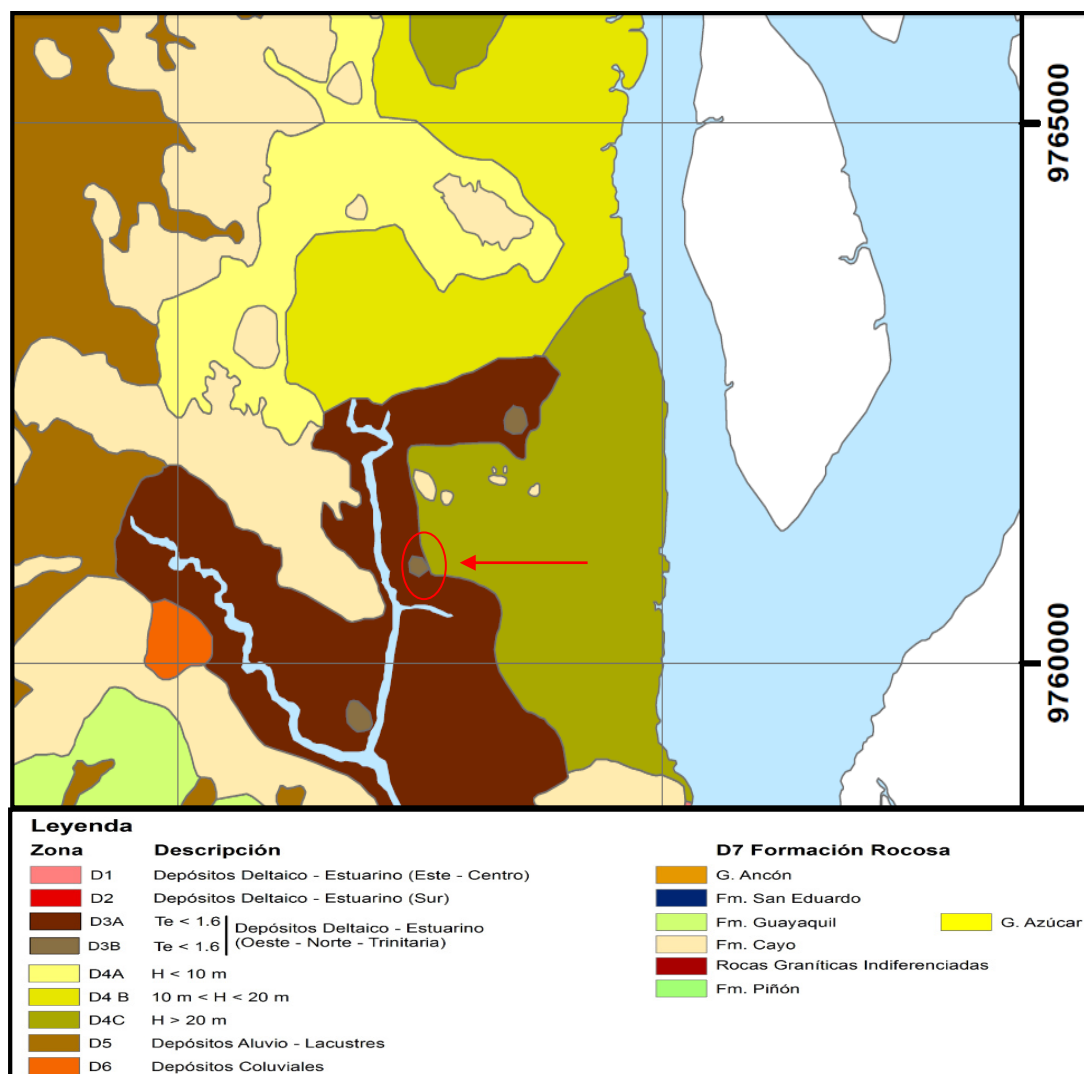 9765000
9760000
Leyenda
Zona Descripción
D1 Depósitos Deltaico - Estuarino (Este - Centro)
D2 Depósitos Deltaico - Estuarino (Sur)
D3A Te < 1.6
D3B Te < 1.6
Depósitos Deltaico - Estuarino
(Oeste - Norte - Trinitaria)
D4A H < 10 m
D4 B 10 m < H < 20 m
D4C H > 20 m
D5 Depósitos Aluvio - Lacustres
D6 Depósitos Coluviales
D7 Formación Rocosa
G. Ancón
Fm. San Eduardo
Fm. Guayaquil G. Azúcar
Fm. Cayo
Rocas Graníticas Indiferenciadas
Fm. Piñón